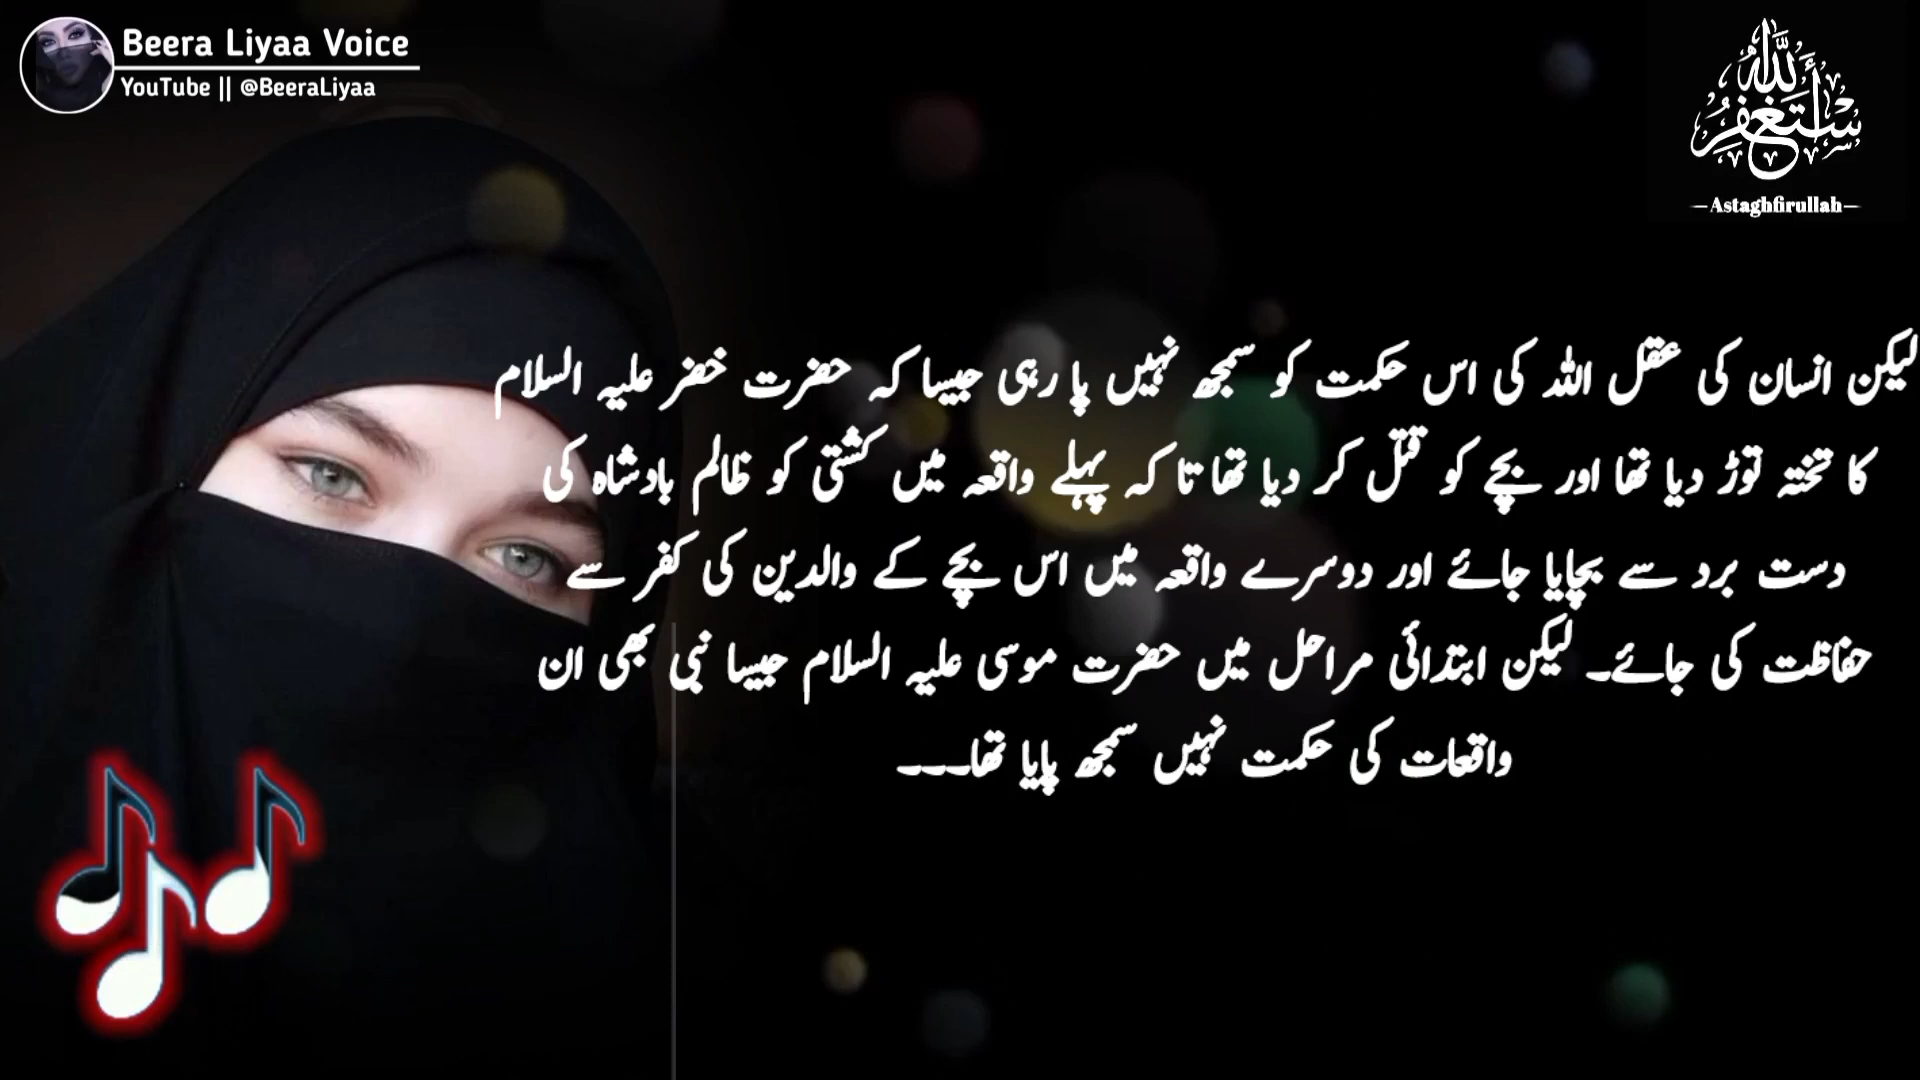 Beera Liyaa Voice
YouTube || @BeeraLiyaa
أستغفر الله
—Astaghfirullah—
لیکن انسان کی عقل اللہ کی اس حکمت کو سمجھ نہیں پا رہی جیسا کہ حضرت خضر علیہ السلام
کا تختہ توڑ دیا تھا اور بچے کو قتل کر دیا تھا تا کہ پہلے واقعہ میں کشتی کو ظالم بادشاہ کی
دست برد سے بچایا جائے اور دوسرے واقعہ میں اس بچے کے والدین کی کفر سے
حفاظت کی جائے۔ لیکن ابتدائی مراحل میں حضرت موسی علیہ السلام جیسا نبی بھی ان
واقعات کی حکمت نہیں سمجھ پایا تھا۔۔۔